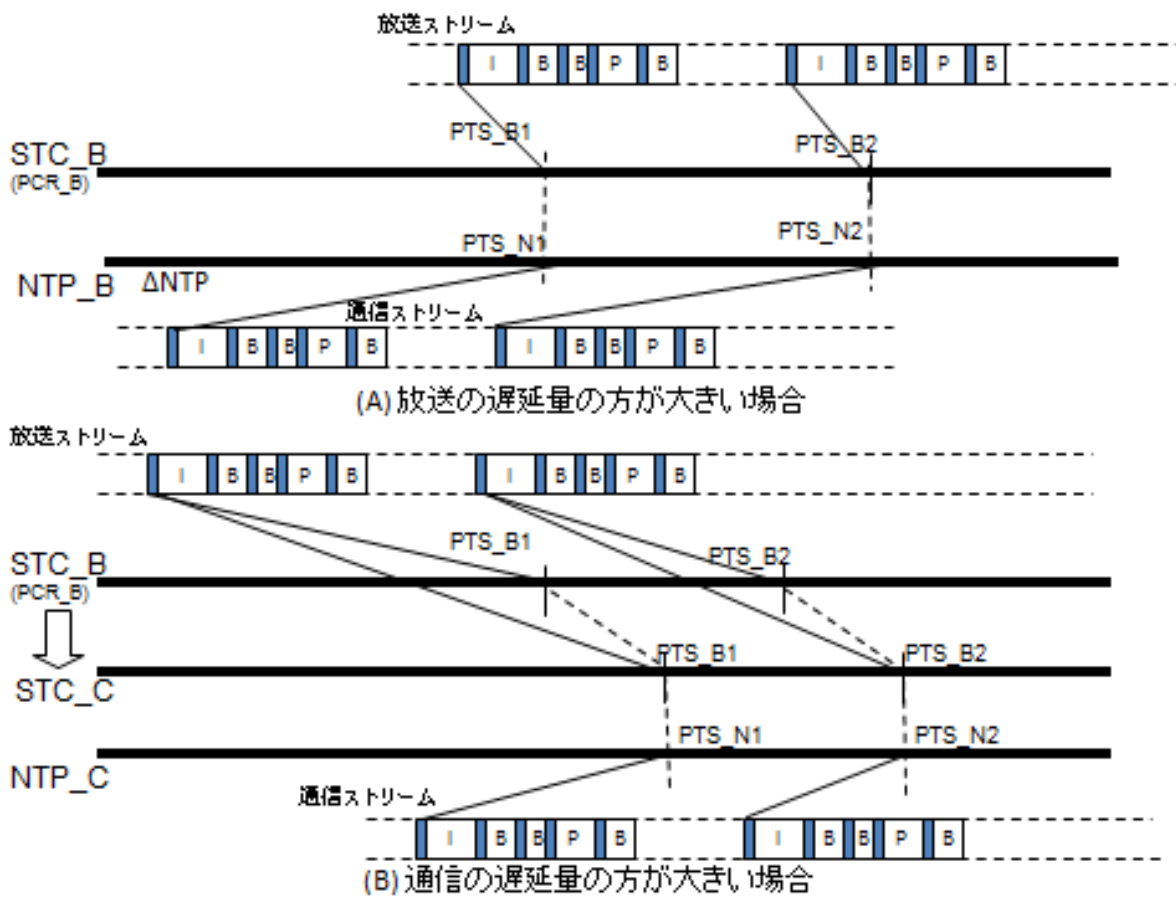 放送ストリーム
I B B P B I B B P B
PTS_B1 PTS_B2
STC_B
(PCR_B)
PTS_N1 PTS_N2
NTP_B ΔNTP
通信ストリーム
I B B P B I B B P B
(A) 放送の遅延量の方が大きい場合
放送ストリーム
I B B P B I B B P B
PTS_B1 PTS_B2
STC_B
(PCR_B)
PTS_B1 PTS_B2
STC_C
PTS_N1 PTS_N2
NTP_C
通信ストリーム
I B B P B I B B P B
(B) 通信の遅延量の方が大きい場合